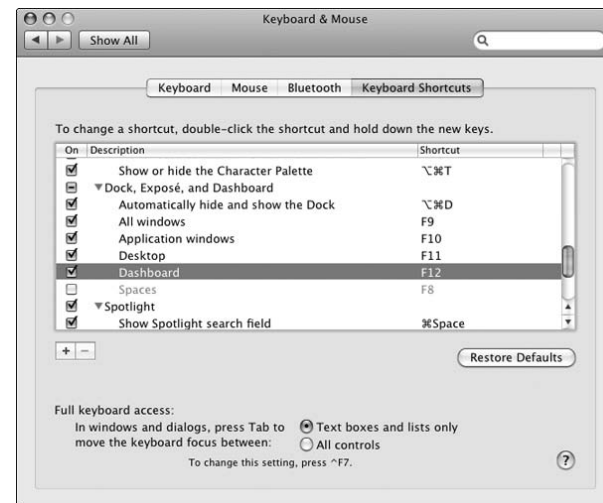 Keyboard & Mouse
Show All
Keyboard Mouse Bluetooth Keyboard Shortcuts
To change a shortcut, double-click the shortcut and hold down the new keys.
On Description Shortcut
Show or hide the Character Palette ⌥⌘T
▼Dock, Exposé, and Dashboard
Automatically hide and show the Dock ⌥⌘D
All windows F9
Application windows F10
Desktop F11
Dashboard F12
Spaces F8
▼Spotlight
Show Spotlight search field ⌘Space
+ −
Restore Defaults
Full keyboard access:
In windows and dialogs, press Tab to
move the keyboard focus between:
Text boxes and lists only
All controls
To change this setting, press ^F7.
?